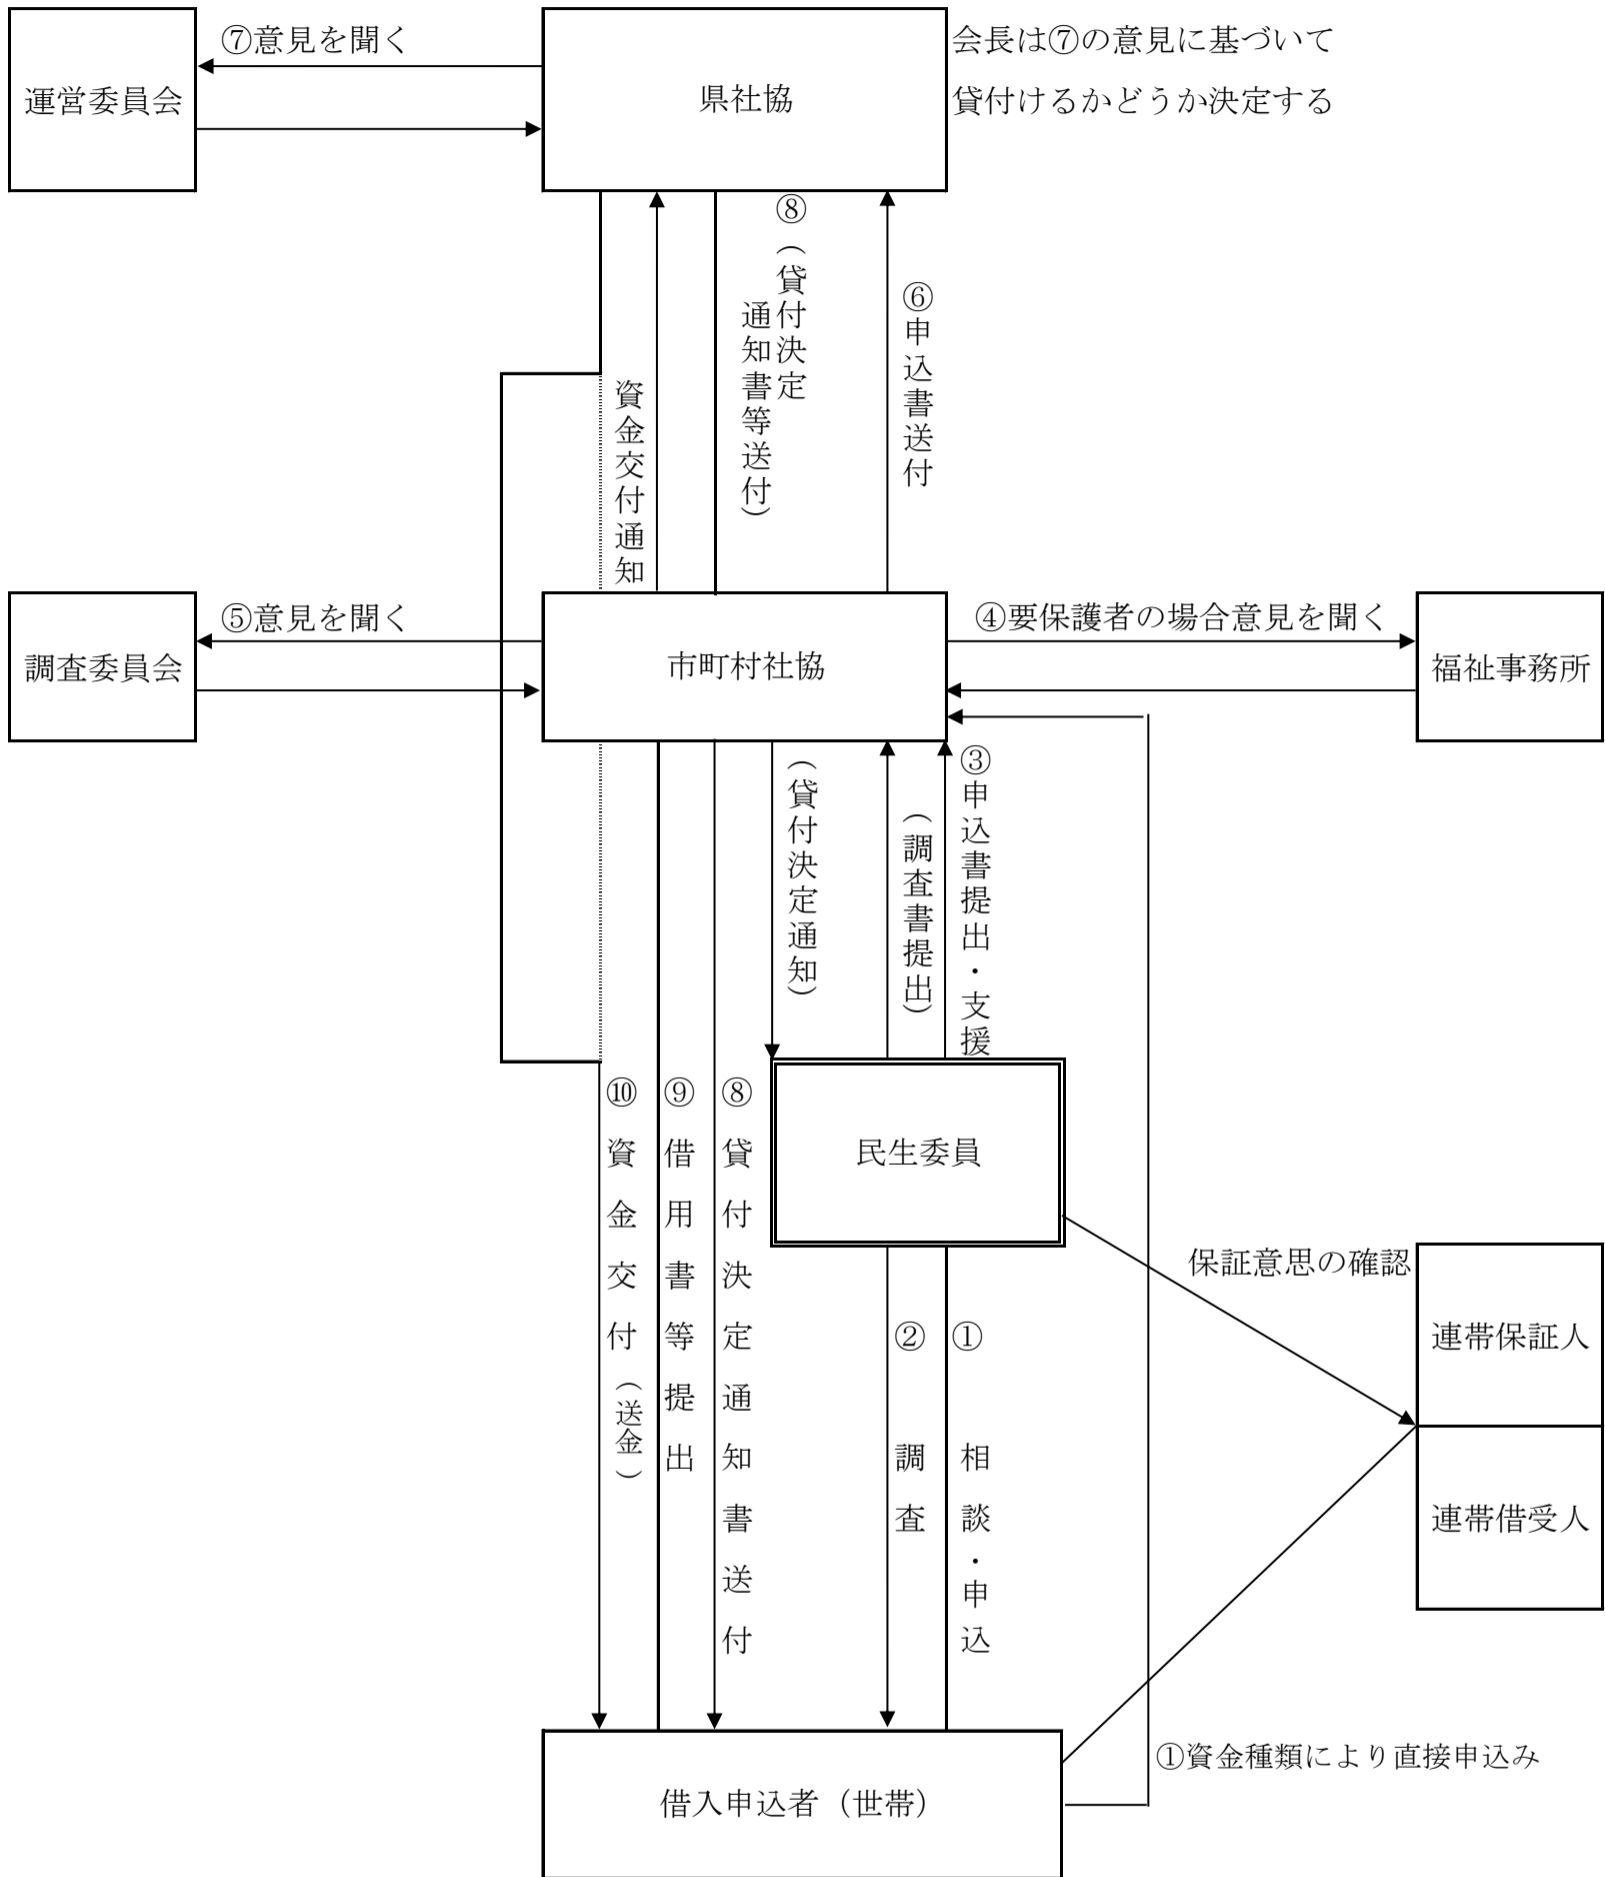 ⑦意見を聞く
会長は⑦の意見に基づいて
貸付けるかどうか決定する
運営委員会
県社協
⑧(貸付決定
通知書等送付)
⑥申込書送付
資金交付通知
⑤意見を聞く
④要保護者の場合意見を聞く
調査委員会
市町村社協
福祉事務所
③申込書提出・支援
(調査書提出)
(貸付決定通知)
⑩資金交付(送金)
⑨借用書等提出
⑧貸付決定通知書送付
民生委員
保証意思の確認
②調査
①相談・申込
連帯保証人
連帯借受人
①資金種類により直接申込み
借入申込者(世帯)